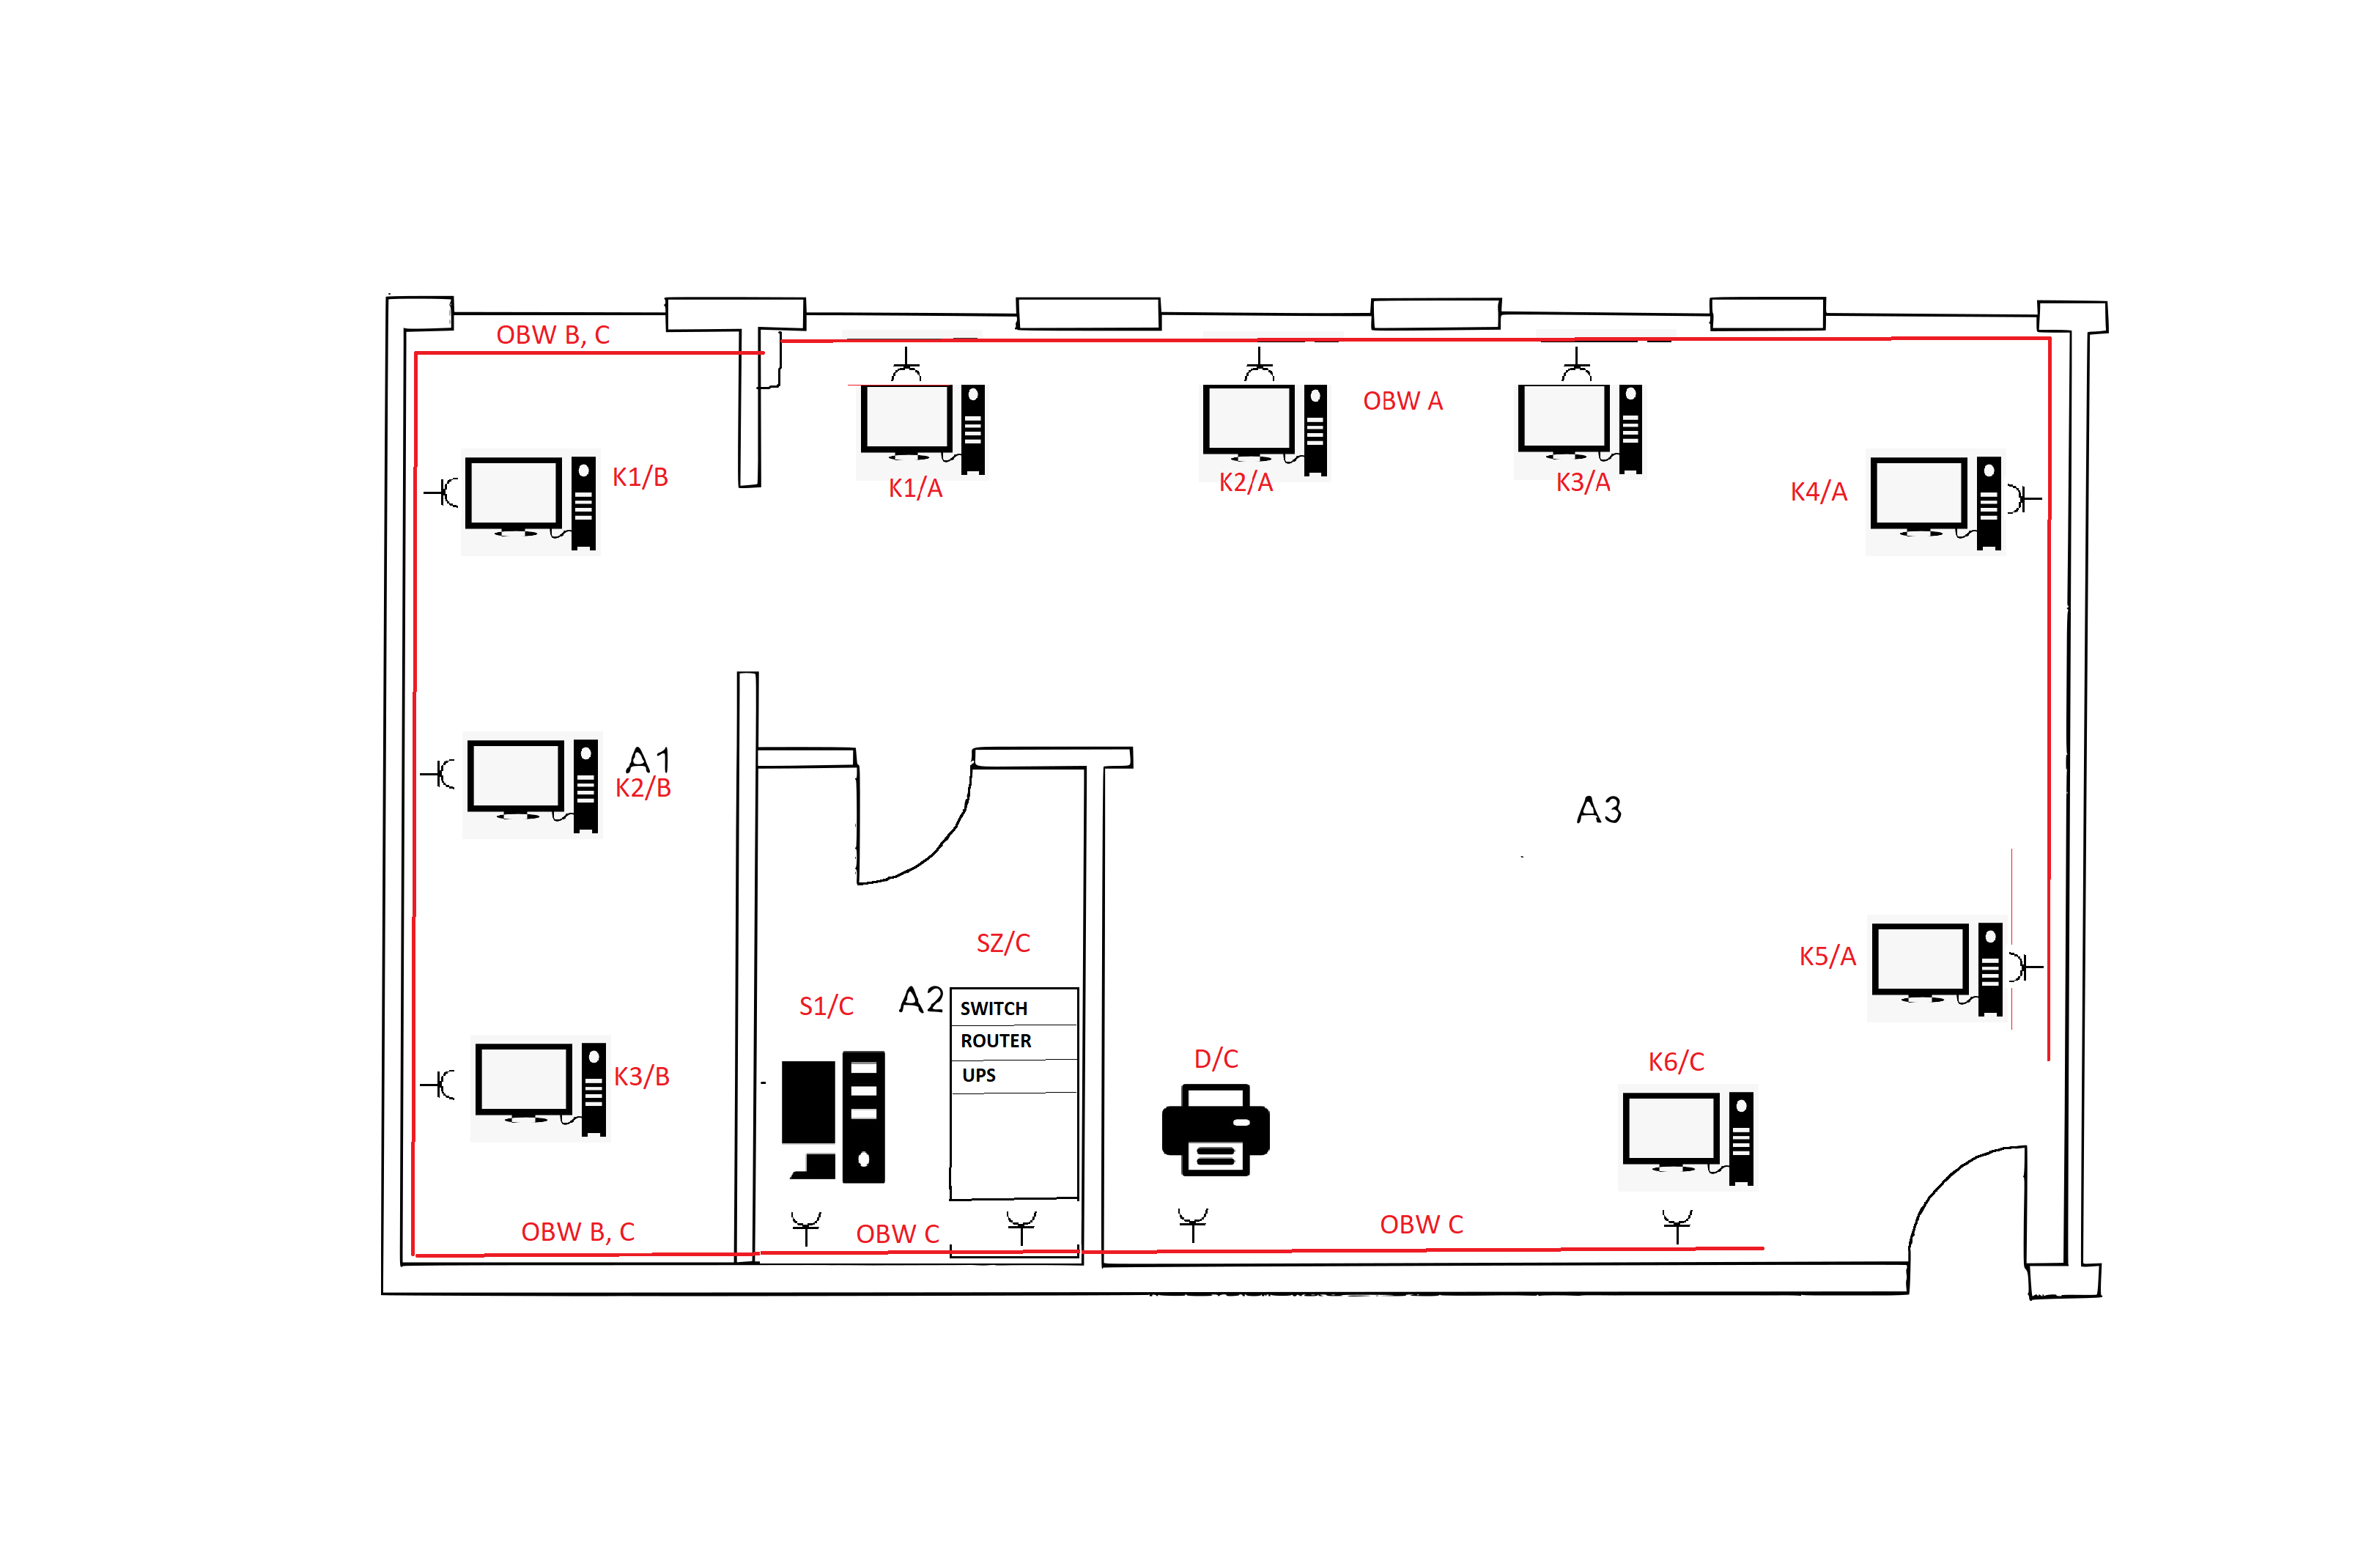 OBW B, C
OBW A
K1/B
K1/A
K2/A
K3/A
K4/A
A1
K2/B
A3
SZ/C
K5/A
S1/C
A2
SWITCH
ROUTER
UPS
K3/B
D/C
K6/C
OBW B, C
OBW C
OBW C